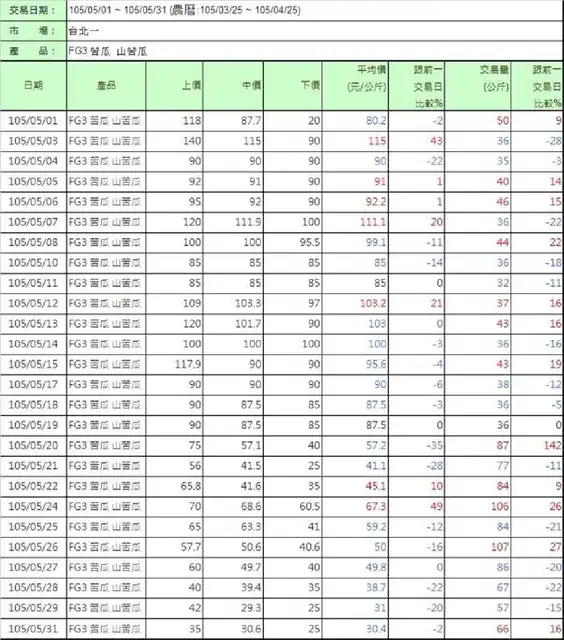 交易日期： 105/05/01 ~ 105/05/31 (農曆:105/03/25 ~ 105/04/25)
市　　場： 台北一
產　　品： FG3 苦瓜 山苦瓜
日期 產品 上價 中價 下價 平均價(元/公斤) 跟前一交易日比較% 交易量(公斤) 跟前一交易日比較%
105/05/01 FG3 苦瓜 山苦瓜 118 87.7 20 80.2 -2 50 9
105/05/03 FG3 苦瓜 山苦瓜 140 115 90 115 43 36 -28
105/05/04 FG3 苦瓜 山苦瓜 90 90 90 90 -22 35 -3
105/05/05 FG3 苦瓜 山苦瓜 92 91 90 91 1 40 14
105/05/06 FG3 苦瓜 山苦瓜 95 92 90 92.2 1 46 15
105/05/07 FG3 苦瓜 山苦瓜 120 111.9 100 111.1 20 36 -22
105/05/08 FG3 苦瓜 山苦瓜 100 100 95.5 99.1 -11 44 22
105/05/10 FG3 苦瓜 山苦瓜 85 85 85 85 -14 36 -18
105/05/11 FG3 苦瓜 山苦瓜 85 85 85 85 0 32 -11
105/05/12 FG3 苦瓜 山苦瓜 109 103.3 97 103.2 21 37 16
105/05/13 FG3 苦瓜 山苦瓜 120 101.7 90 103 0 43 16
105/05/14 FG3 苦瓜 山苦瓜 100 100 100 100 -3 36 -16
105/05/15 FG3 苦瓜 山苦瓜 117.9 90 90 95.6 -4 43 19
105/05/17 FG3 苦瓜 山苦瓜 90 90 90 90 -6 38 -12
105/05/18 FG3 苦瓜 山苦瓜 90 87.5 85 87.5 -3 36 -5
105/05/19 FG3 苦瓜 山苦瓜 90 87.5 85 87.5 0 36 0
105/05/20 FG3 苦瓜 山苦瓜 75 57.1 40 57.2 -35 87 142
105/05/21 FG3 苦瓜 山苦瓜 56 41.5 25 41.1 -28 77 -11
105/05/22 FG3 苦瓜 山苦瓜 65.8 41.6 35 45.1 10 84 9
105/05/24 FG3 苦瓜 山苦瓜 70 68.6 60.5 67.3 49 106 26
105/05/25 FG3 苦瓜 山苦瓜 65 63.3 41 59.2 -12 84 -21
105/05/26 FG3 苦瓜 山苦瓜 57.7 50.6 40.6 50 -16 107 27
105/05/27 FG3 苦瓜 山苦瓜 60 49.7 40 49.8 0 86 -20
105/05/28 FG3 苦瓜 山苦瓜 40 39.4 35 38.7 -22 67 -22
105/05/29 FG3 苦瓜 山苦瓜 42 29.3 25 31 -20 57 -15
105/05/31 FG3 苦瓜 山苦瓜 35 30.6 25 30.4 -2 66 16